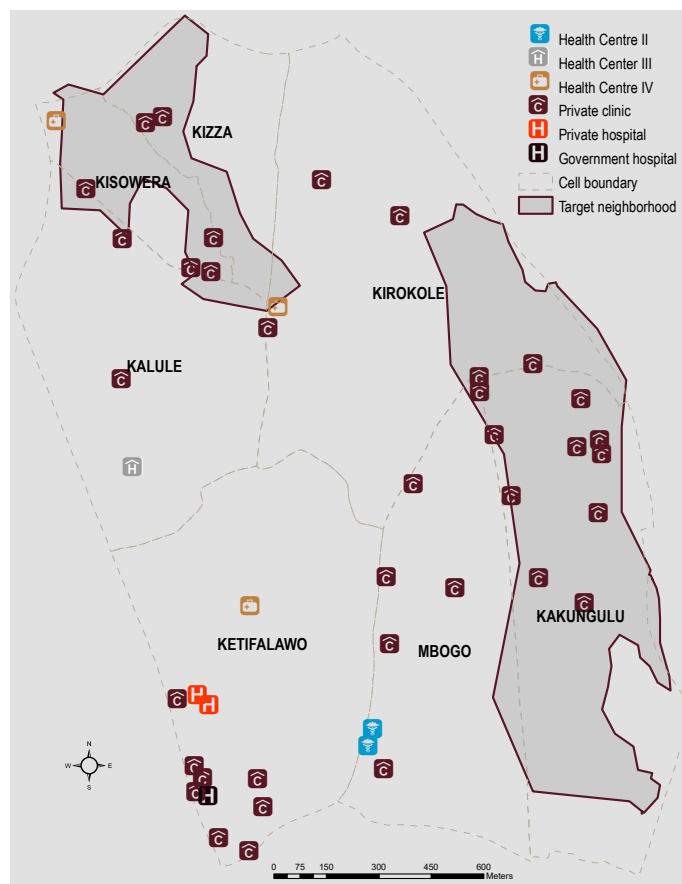 Health Centre II
Health Center III
Health Centre IV
Private clinic
Private hospital
Government hospital
Cell boundary
Target neighborhood
KIZZA
KISOWERA
KIROKOLE
KALULE
KETIFALAWO
MBOGO
KAKUNGULU
N
W E
S
0 75 150 300 450 600
Meters